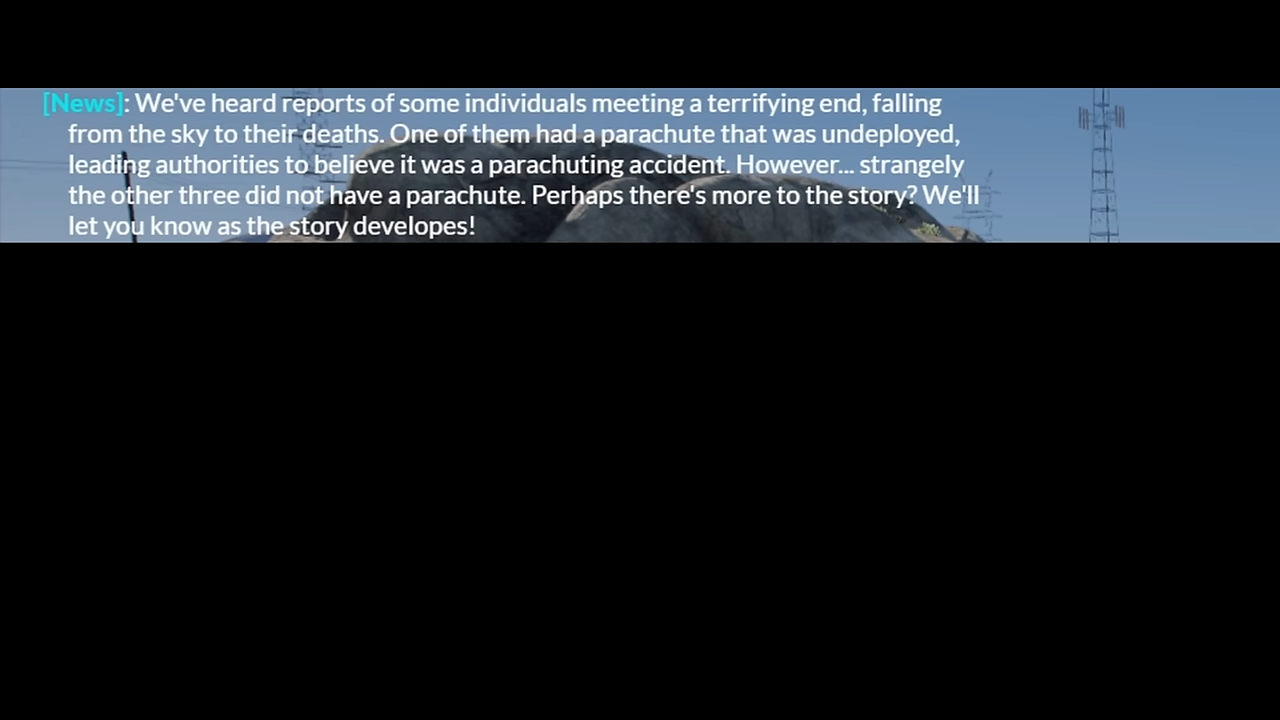 [News]: We've heard reports of some individuals meeting a terrifying end, falling
from the sky to their deaths. One of them had a parachute that was undeployed,
leading authorities to believe it was a parachuting accident. However... strangely
the other three did not have a parachute. Perhaps there's more to the story? We'll
let you know as the story developes!